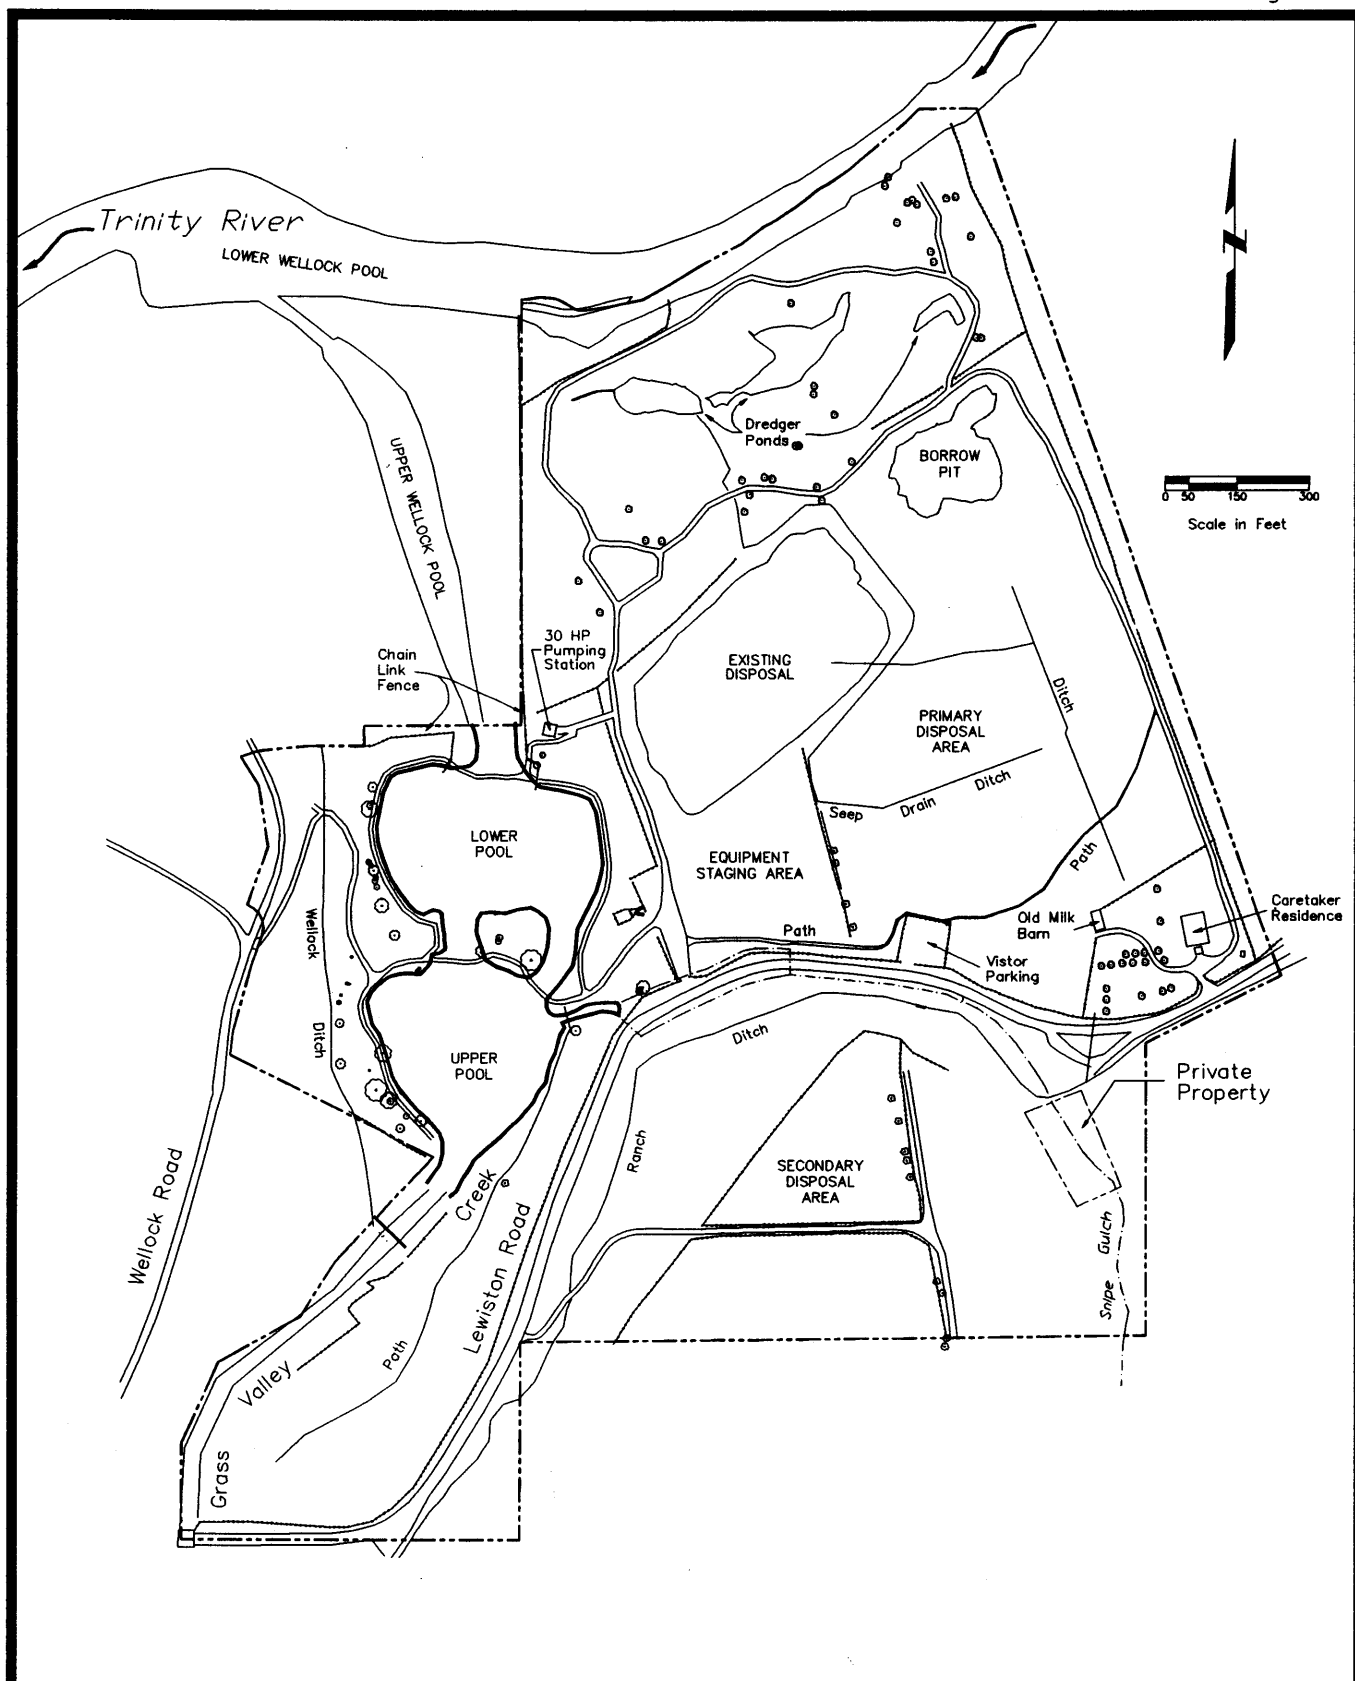 Trinity River
LOWER WELLOCK POOL
UPPER WELLOCK POOL
Dredger
Ponds
BORROW
PIT
N
0 50 150 300
Scale in Feet
30 HP
Pumping
Station
Chain
Link
Fence
EXISTING
DISPOSAL
Ditch
PRIMARY
DISPOSAL
AREA
LOWER
POOL
Seep
Drain Ditch
EQUIPMENT
STAGING AREA
Path
Caretaker
Residence
Old Milk
Barn
Path
Vistor
Parking
Wellock
Ditch
Ditch
UPPER
POOL
Private
Property
Ranch
SECONDARY
DISPOSAL
AREA
Creek
Wellock Road
Lewiston Road
Snipe Gulch
Path
Valley
Grass